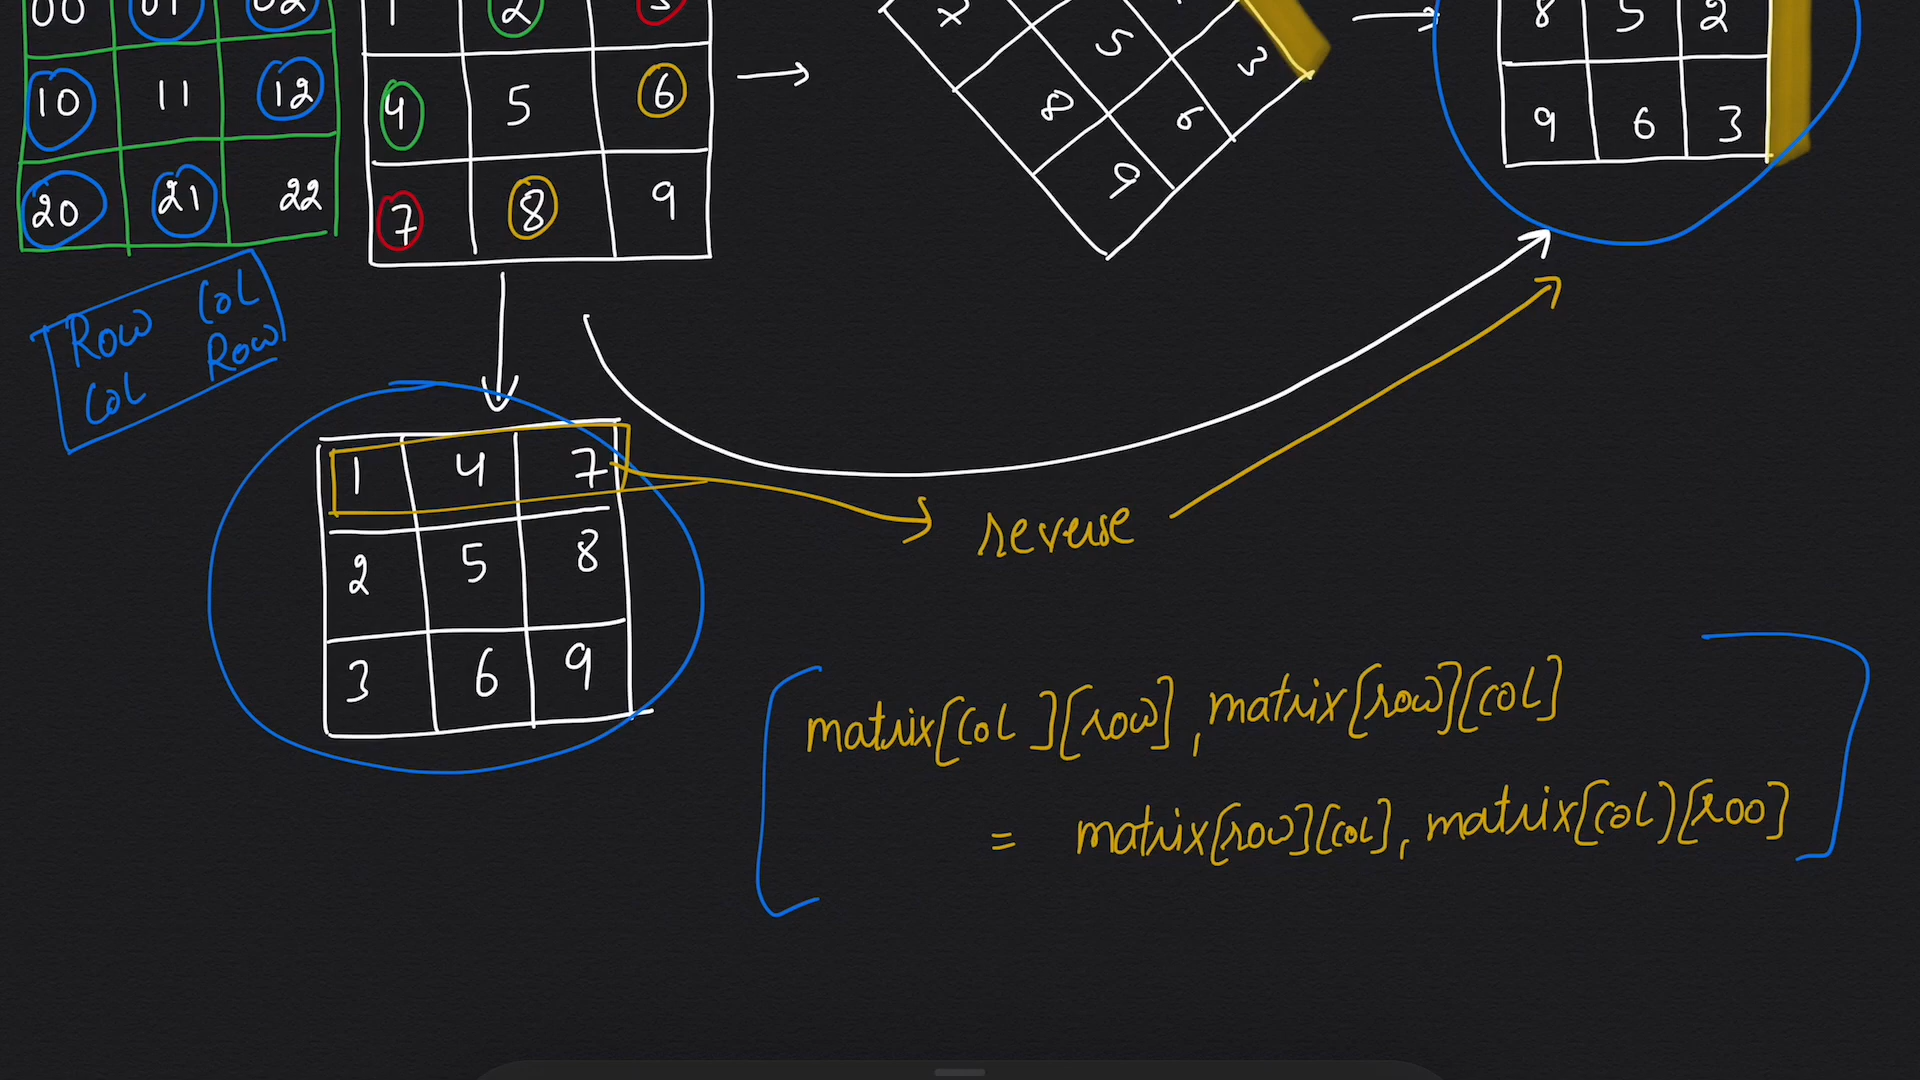 00 01 02
10 11 12
20 21 22
1 2 3
4 5 6
7 8 9
5 3
8 6
9
8 5 2
9 6 3
Row Col
Col Row
1 4 7
2 5 8
3 6 9
reverse
matrix[Col][row], matrix[row][Col]
= matrix[row][Col], matrix[Col)[roo]